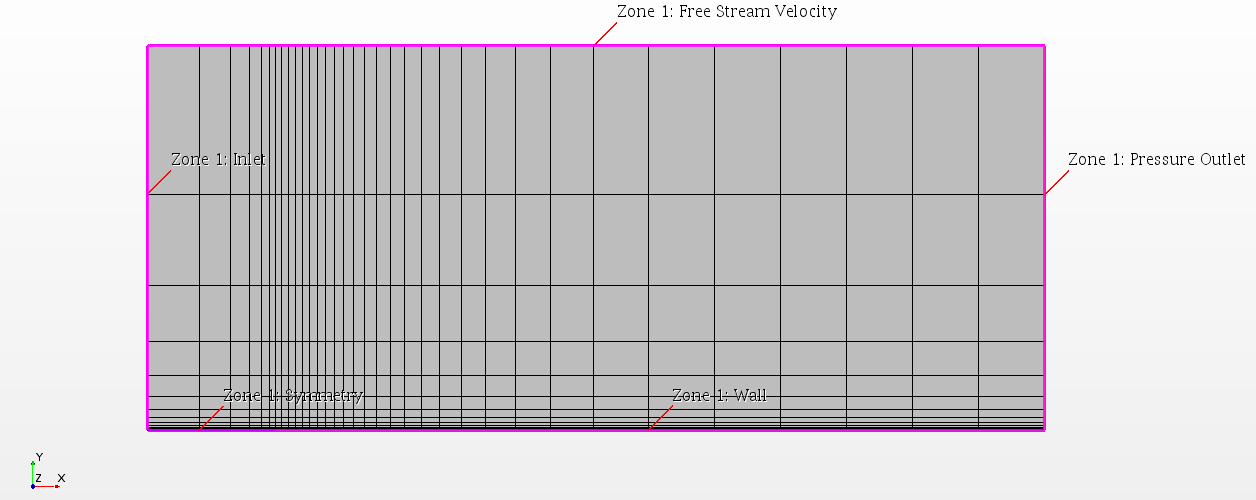 Zone 1: Free Stream Velocity
Zone 1: Inlet
Zone 1: Pressure Outlet
Zone 1: Symmetry
Zone 1: Wall
Y
Z
X